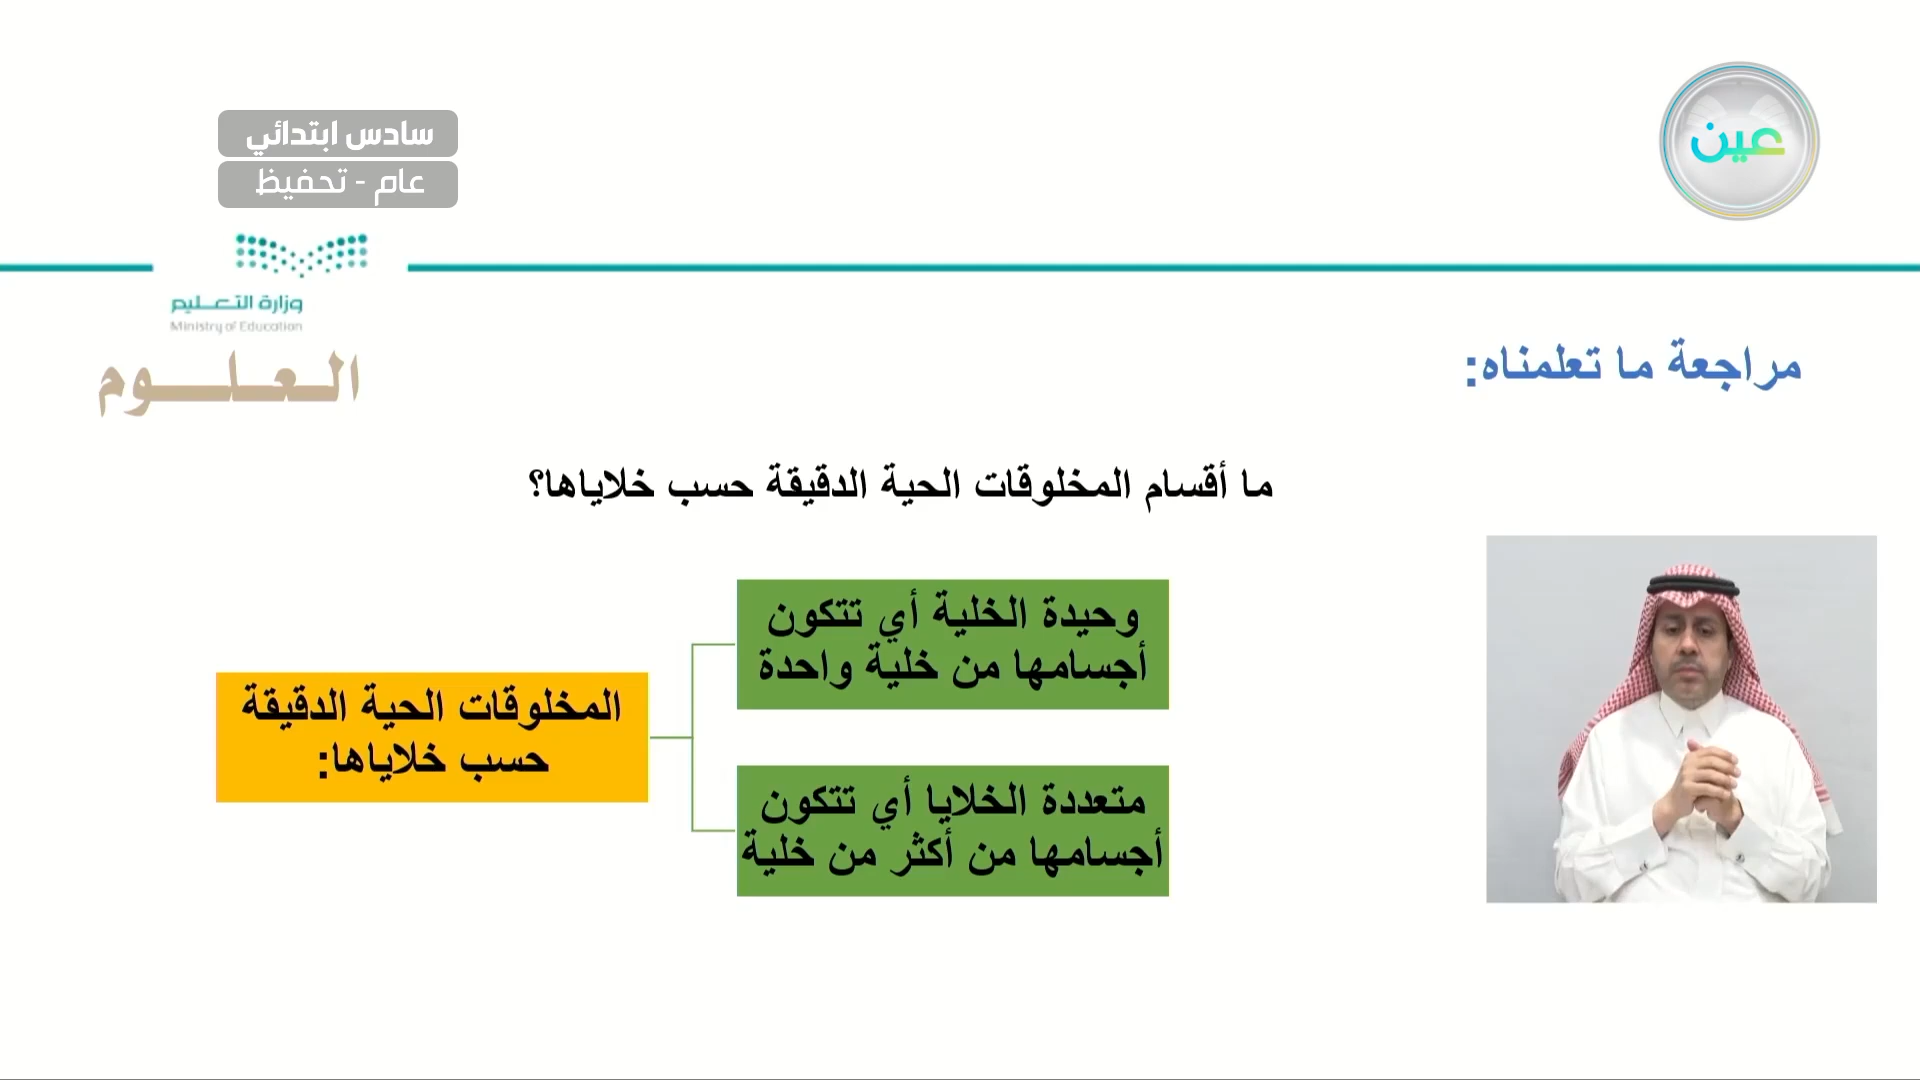 سادس ابتدائي
عام - تحفيظ
عين
وزارة التعـــليم
Ministry of Education
العـلـــوم
مراجعة ما تعلمناه:
ما أقسام المخلوقات الحية الدقيقة حسب خلاياها؟
وحيدة الخلية أي تتكون
أجسامها من خلية واحدة
المخلوقات الحية الدقيقة
حسب خلاياها:
متعددة الخلايا أي تتكون
أجسامها من أكثر من خلية